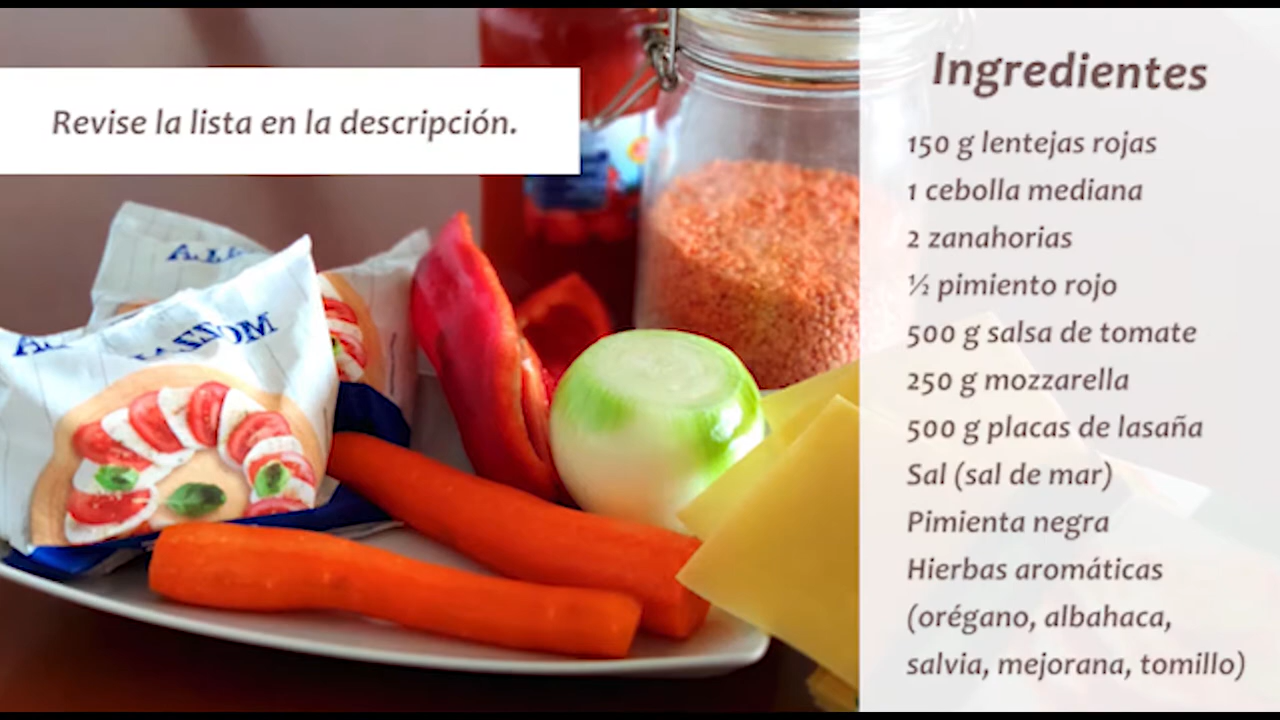 Revise la lista en la descripción.
Ingredientes
150 g lentejas rojas
1 cebolla mediana
2 zanahorias
½ pimiento rojo
500 g salsa de tomate
250 g mozzarella
500 g placas de lasaña
Sal (sal de mar)
Pimienta negra
Hierbas aromáticas
(orégano, albahaca,
salvia, mejorana, tomillo)